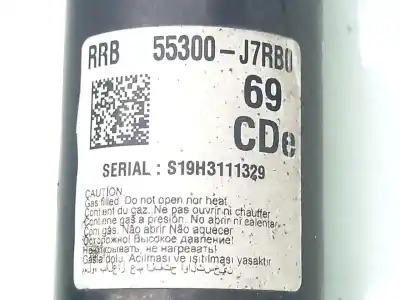 RRB 55300-J7RB0
69
CDe
SERIAL : S19H3111329
CAUTION
Gas filled. Do not open nor heat
Contient du gaz. Ne pas ouvrir ni chauffer
Contiene gas a presión. No abrir ni calentar
Com gás. Não abrir Não aquecer
Осторожно! Высокое давление!
Не открывать, не нагревать!
Gasla dolu. Açılması ve ısıtılması yasaktır